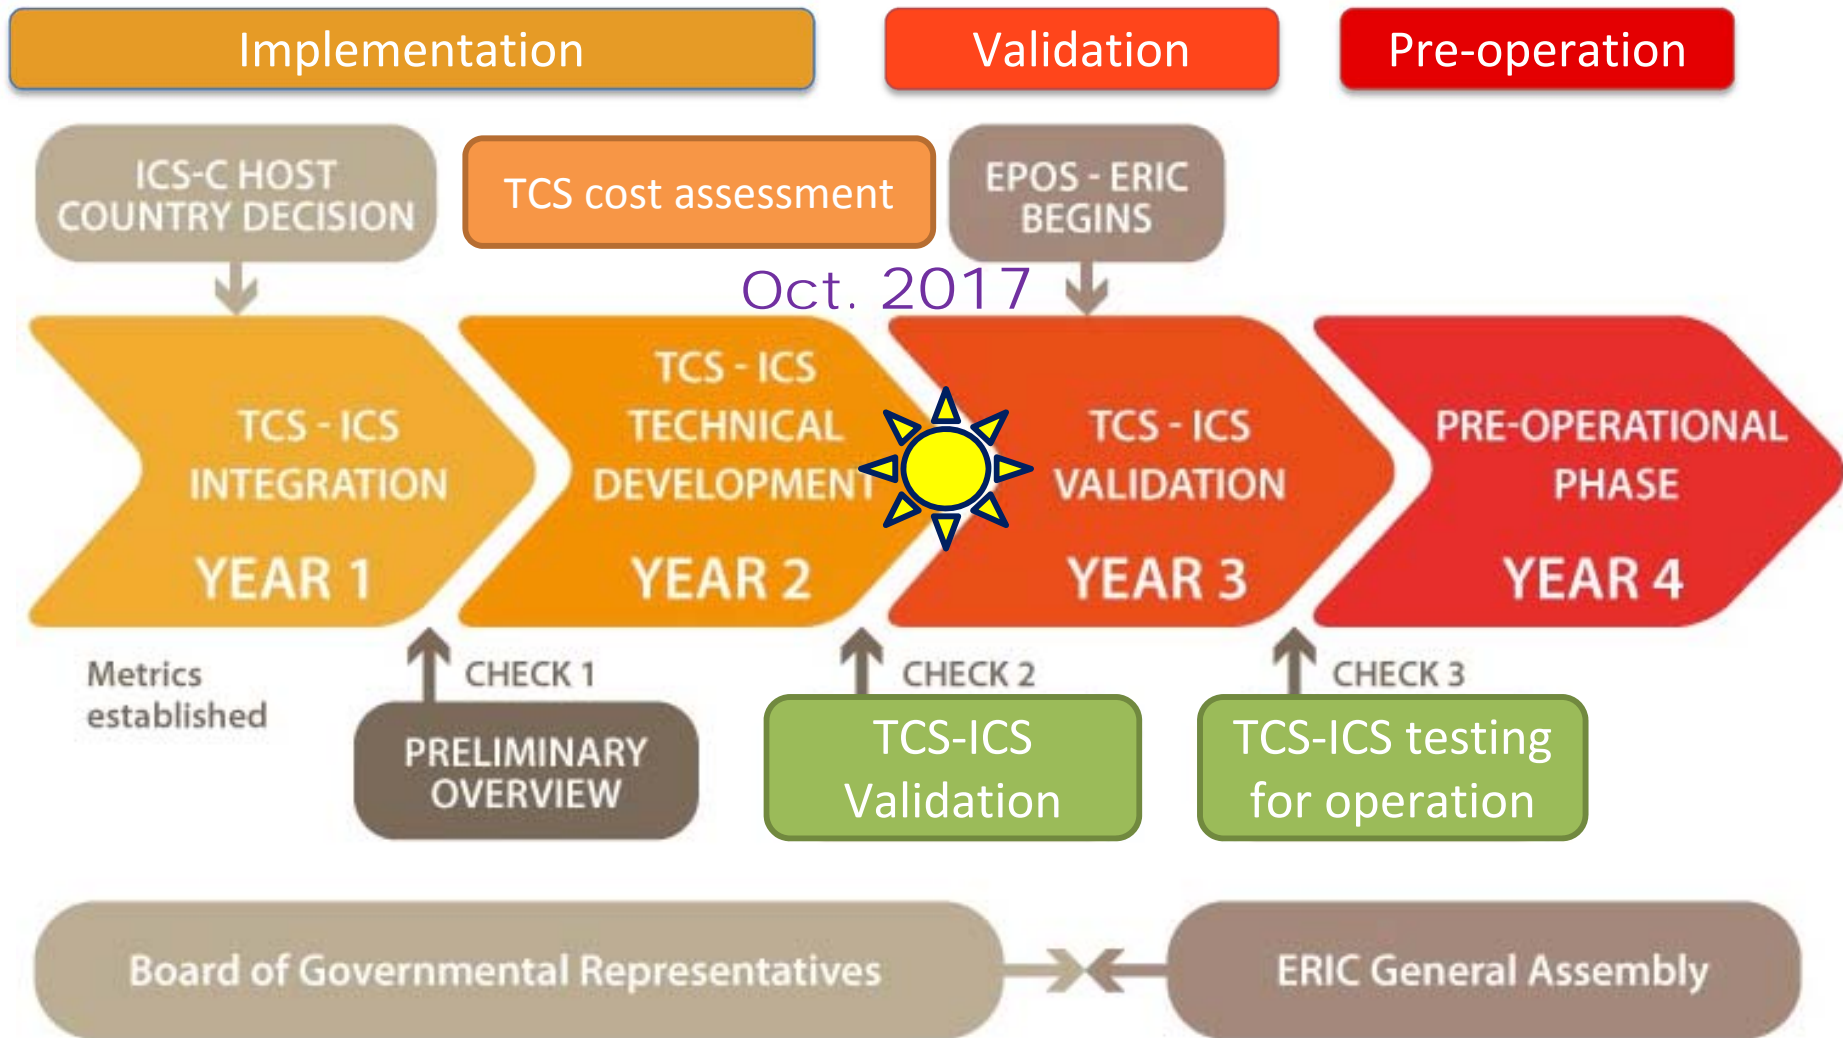 Implementation
Validation
Pre-operation
ICS-C HOST
COUNTRY DECISION
TCS cost assessment
EPOS - ERIC
BEGINS
Oct. 2017
TCS - ICS
INTEGRATION
YEAR 1
TCS - ICS
TECHNICAL
DEVELOPMENT
YEAR 2
TCS - ICS
VALIDATION
YEAR 3
PRE-OPERATIONAL
PHASE
YEAR 4
Metrics
established
CHECK 1
PRELIMINARY
OVERVIEW
CHECK 2
TCS-ICS
Validation
CHECK 3
TCS-ICS testing
for operation
Board of Governmental Representatives
ERIC General Assembly